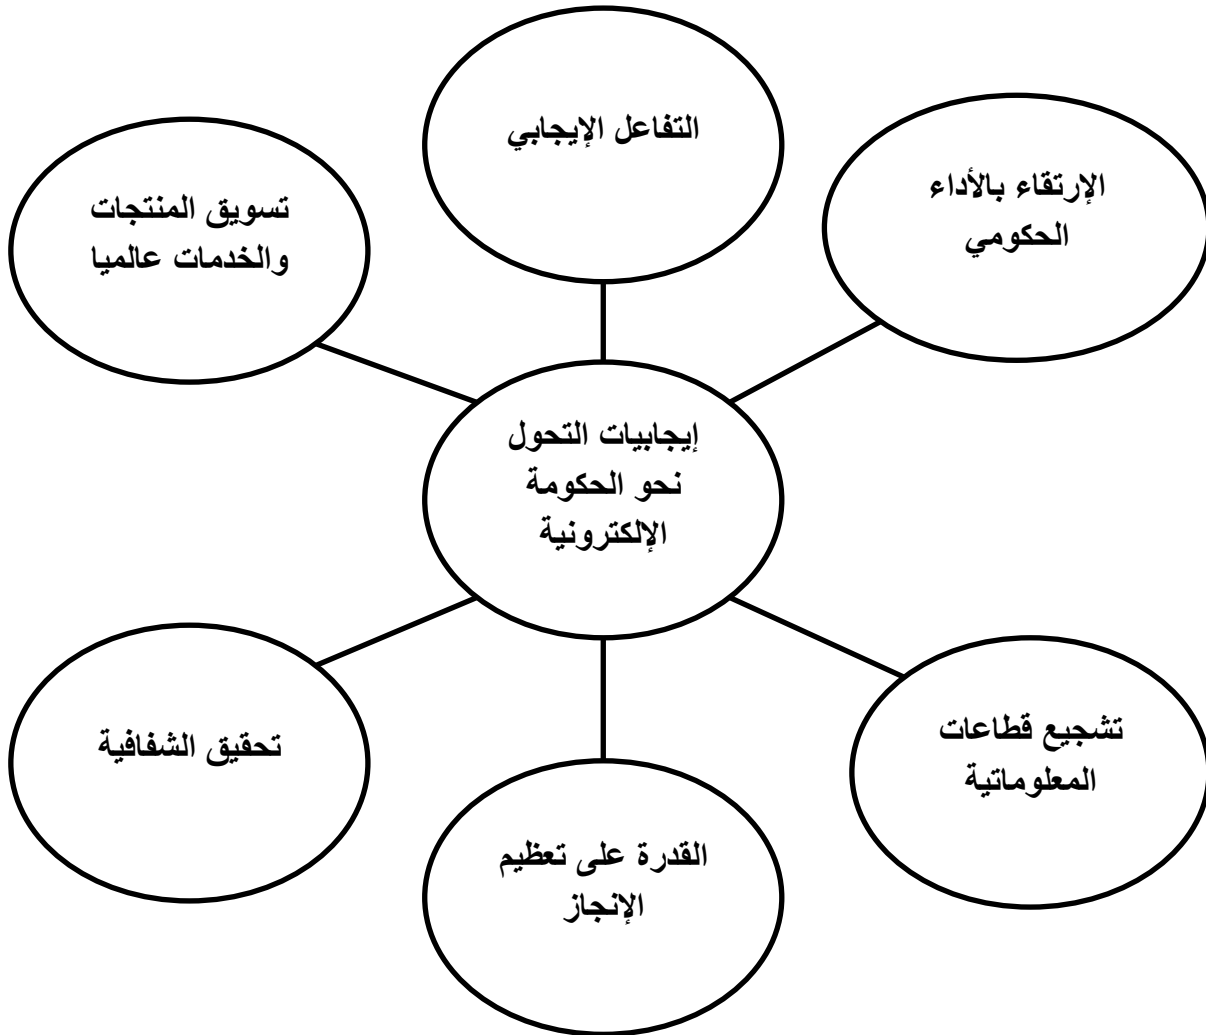 التفاعل الإيجابي
الإرتقاء بالأداء
الحكومي
تسويق المنتجات
والخدمات عالميا
إيجابيات التحول
نحو الحكومة
الإلكترونية
تشجيع قطاعات
المعلوماتية
تحقيق الشفافية
القدرة على تعظيم
الإنجاز